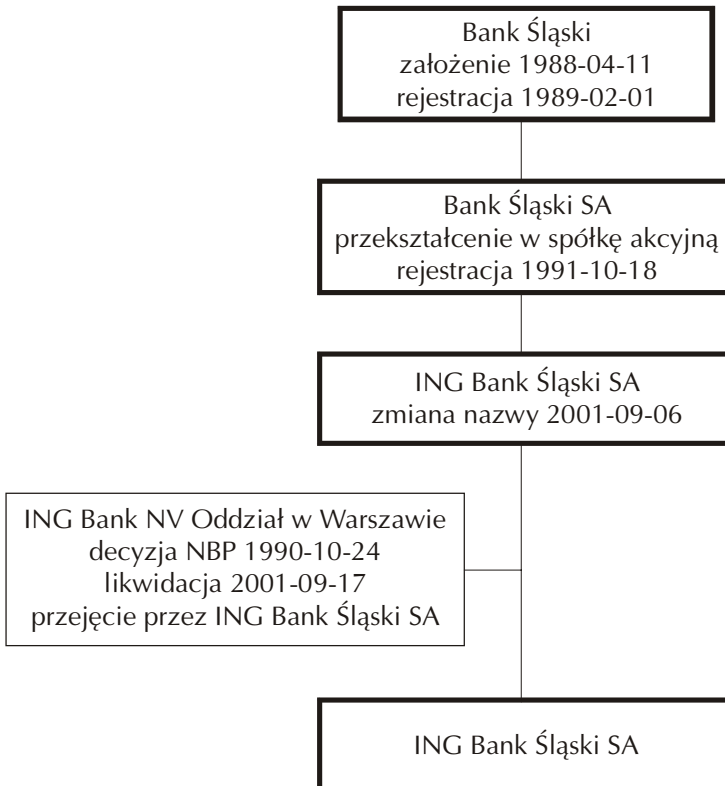 Bank Śląski
założenie 1988-04-11
rejestracja 1989-02-01
Bank Śląski SA
przekształcenie w spółkę akcyjną
rejestracja 1991-10-18
ING Bank Śląski SA
zmiana nazwy 2001-09-06
ING Bank NV Oddział w Warszawie
decyzja NBP 1990-10-24
likwidacja 2001-09-17
przejęcie przez ING Bank Śląski SA
ING Bank Śląski SA